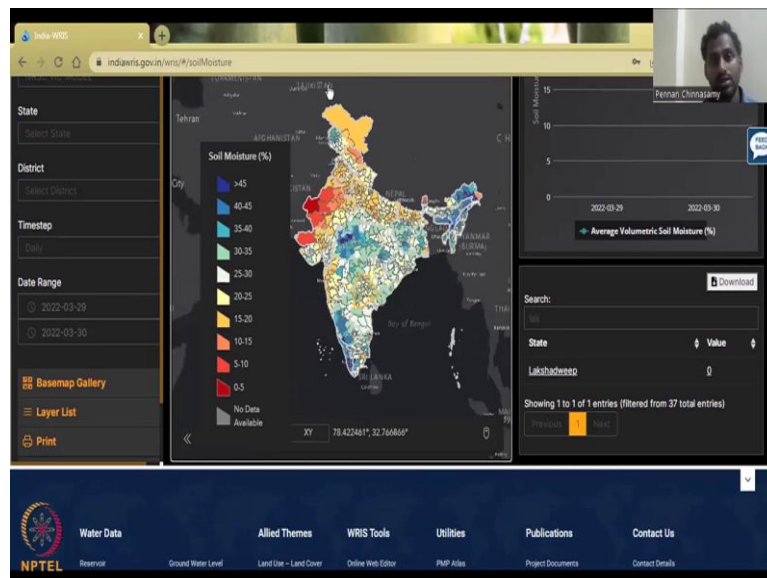 India-WRIS
indiawris.gov.in/wris/#/soilMoisture
Pennan Chinnasamy
State
Select State
District
Select District
Timestep
Daily
Date Range
2022-03-29
2022-03-30
Basemap Gallery
Layer List
Print
Tehran
AFGHANISTAN
NEPAL
Bay of Bengal
SRI LANKA
Soil Moisture (%)
>45
40-45
35-40
30-35
25-30
20-25
15-20
10-15
5-10
0-5
No Data
Available
XY 78.422461°, 32.766866°
Soil Moisture
15
10
5
0
2022-03-29 2022-03-30
Average Volumetric Soil Moisture (%)
FEED
BACK
Download
Search:
lak
State Value
Lakshadweep 0
Showing 1 to 1 of 1 entries (filtered from 37 total entries)
Previous 1 Next
NPTEL
Water Data Allied Themes WRIS Tools Utilities Publications Contact Us
Reservoir Ground Water Level Land Use – Land Cover Online Web Editor PMP Atlas Project Documents Contact Details